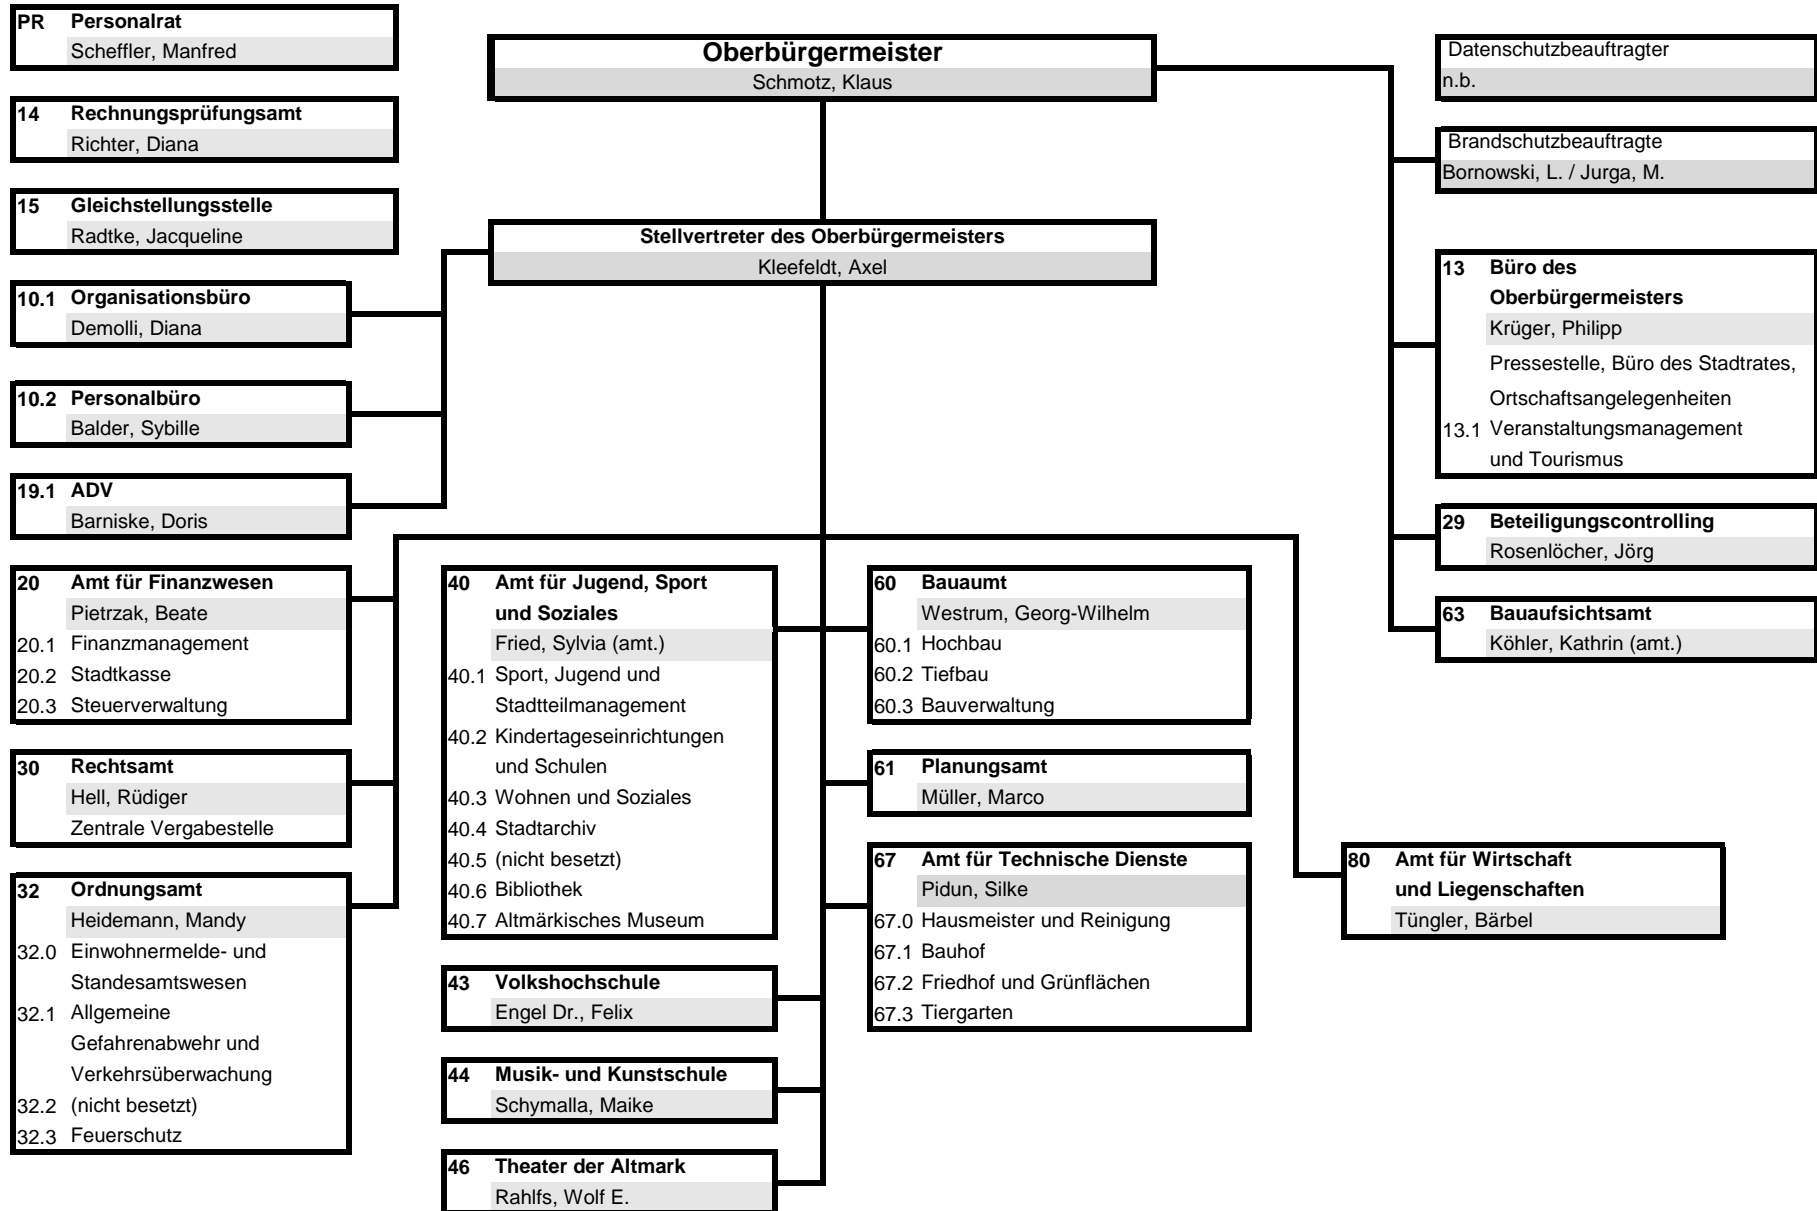 PR Personalrat
Scheffler, Manfred
14 Rechnungsprüfungsamt
Richter, Diana
15 Gleichstellungsstelle
Radtke, Jacqueline
Oberbürgermeister
Schmotz, Klaus
Stellvertreter des Oberbürgermeisters
Kleefeldt, Axel
Datenschutzbeauftragter
n.b.
Brandschutzbeauftragte
Bornowski, L. / Jurga, M.
13 Büro des
Oberbürgermeisters
Krüger, Philipp
Pressestelle, Büro des Stadtrates,
Ortschaftsangelegenheiten
13.1 Veranstaltungsmanagement
und Tourismus
29 Beteiligungscontrolling
Rosenlöcher, Jörg
63 Bauaufsichtsamt
Köhler, Kathrin (amt.)
10.1 Organisationsbüro
Demolli, Diana
10.2 Personalbüro
Balder, Sybille
19.1 ADV
Barniske, Doris
20 Amt für Finanzwesen
Pietrzak, Beate
20.1 Finanzmanagement
20.2 Stadtkasse
20.3 Steuerverwaltung
30 Rechtsamt
Hell, Rüdiger
Zentrale Vergabestelle
32 Ordnungsamt
Heidemann, Mandy
32.0 Einwohnermelde- und
Standesamtswesen
32.1 Allgemeine
Gefahrenabwehr und
Verkehrsüberwachung
32.2 (nicht besetzt)
32.3 Feuerschutz
40 Amt für Jugend, Sport
und Soziales
Fried, Sylvia (amt.)
40.1 Sport, Jugend und
Stadtteilmanagement
40.2 Kindertageseinrichtungen
und Schulen
40.3 Wohnen und Soziales
40.4 Stadtarchiv
40.5 (nicht besetzt)
40.6 Bibliothek
40.7 Altmärkisches Museum
43 Volkshochschule
Engel Dr., Felix
44 Musik- und Kunstschule
Schymalla, Maike
46 Theater der Altmark
Rahlfs, Wolf E.
60 Bauaumt
Westrum, Georg-Wilhelm
60.1 Hochbau
60.2 Tiefbau
60.3 Bauverwaltung
61 Planungsamt
Müller, Marco
67 Amt für Technische Dienste
Pidun, Silke
67.0 Hausmeister und Reinigung
67.1 Bauhof
67.2 Friedhof und Grünflächen
67.3 Tiergarten
80 Amt für Wirtschaft
und Liegenschaften
Tüngler, Bärbel